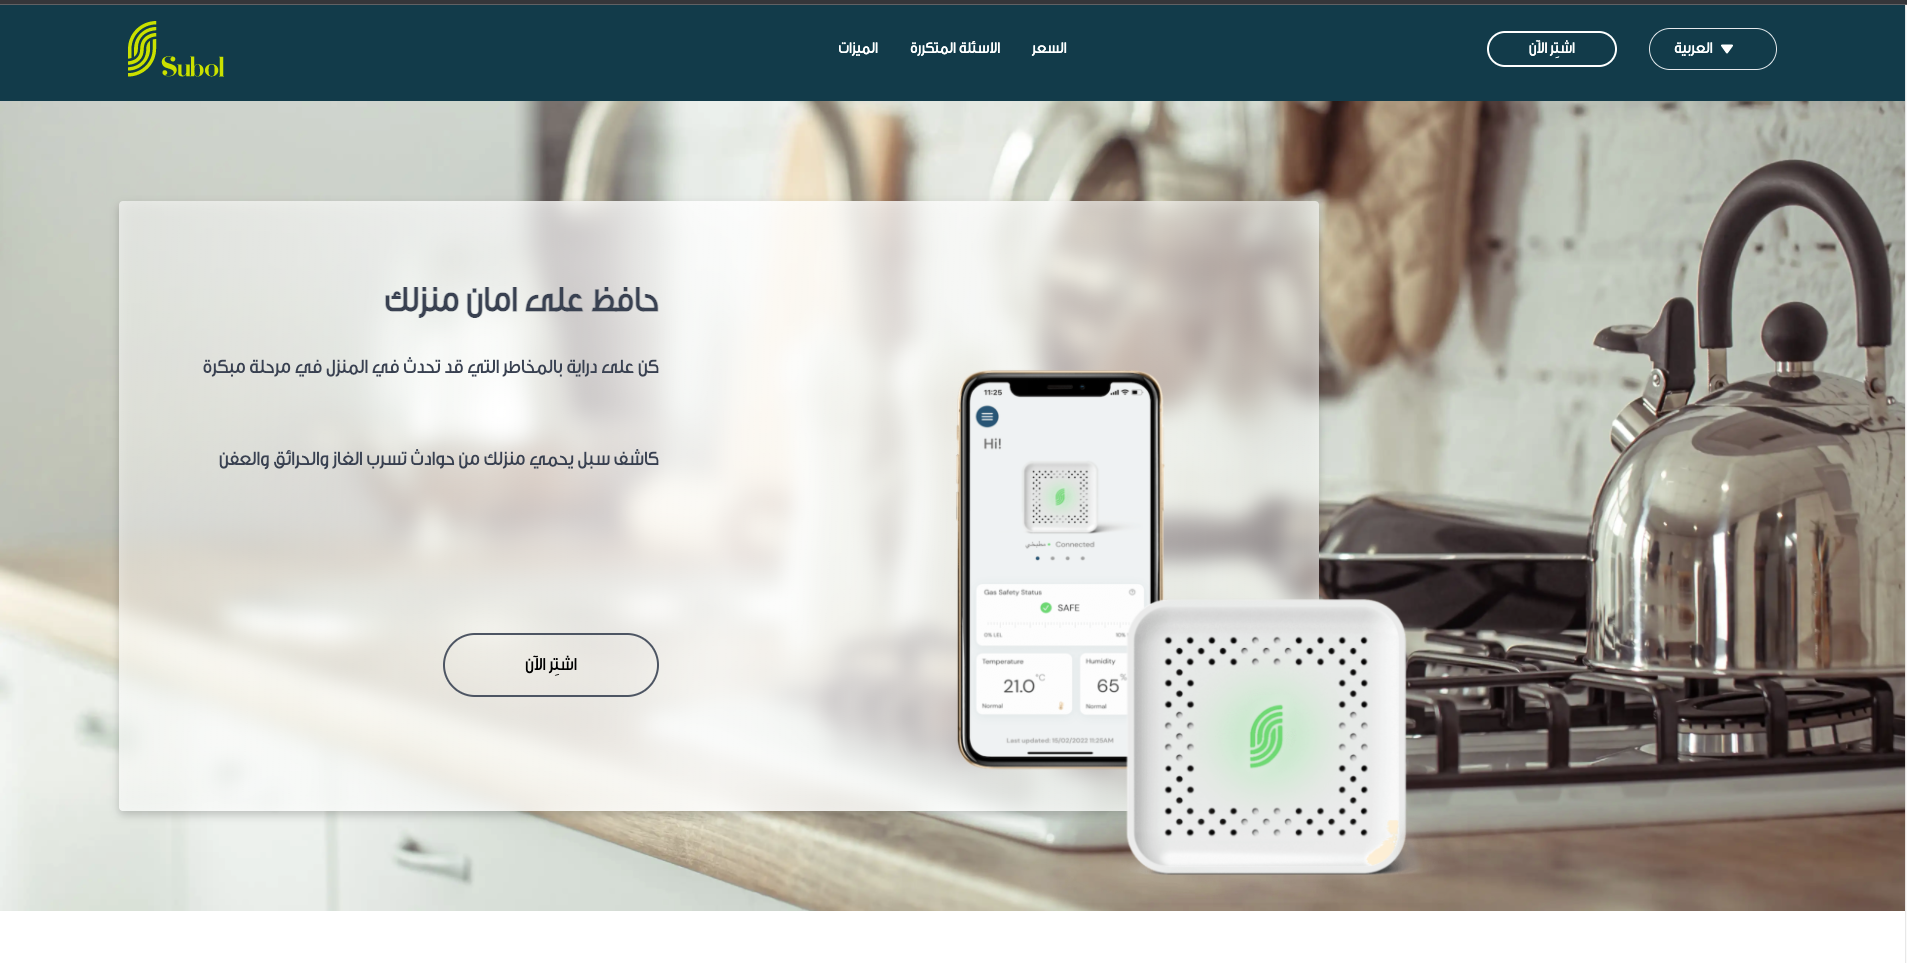 Subol
الميزات
الاسئلة المتكررة
السعر
اشترِ الآن
العربية
حافظ على امان منزلك
كن على دراية بالمخاطر التي قد تحدث في المنزل في مرحلة مبكرة
كاشف سبل يحمي منزلك من حوادث تسرب الغاز والحرائق والعفن
اشترِ الآن
11:25
Hi!
Connected
Gas Safety Status
SAFE
0% LEL
10%
Temperature
Humidity
21.0 °C
65 %
Normal
Normal
Last updated: 15/02/2022 11:25AM